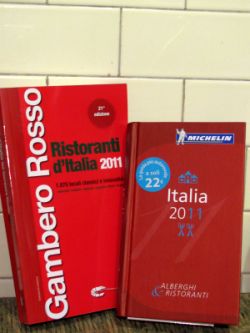 Gambero Rosso
21ª edizione
Ristoranti
d'Italia 2011
MICHELIN
a soli
22€
Italia
2011
ALBERGHI
& RISTORANTI